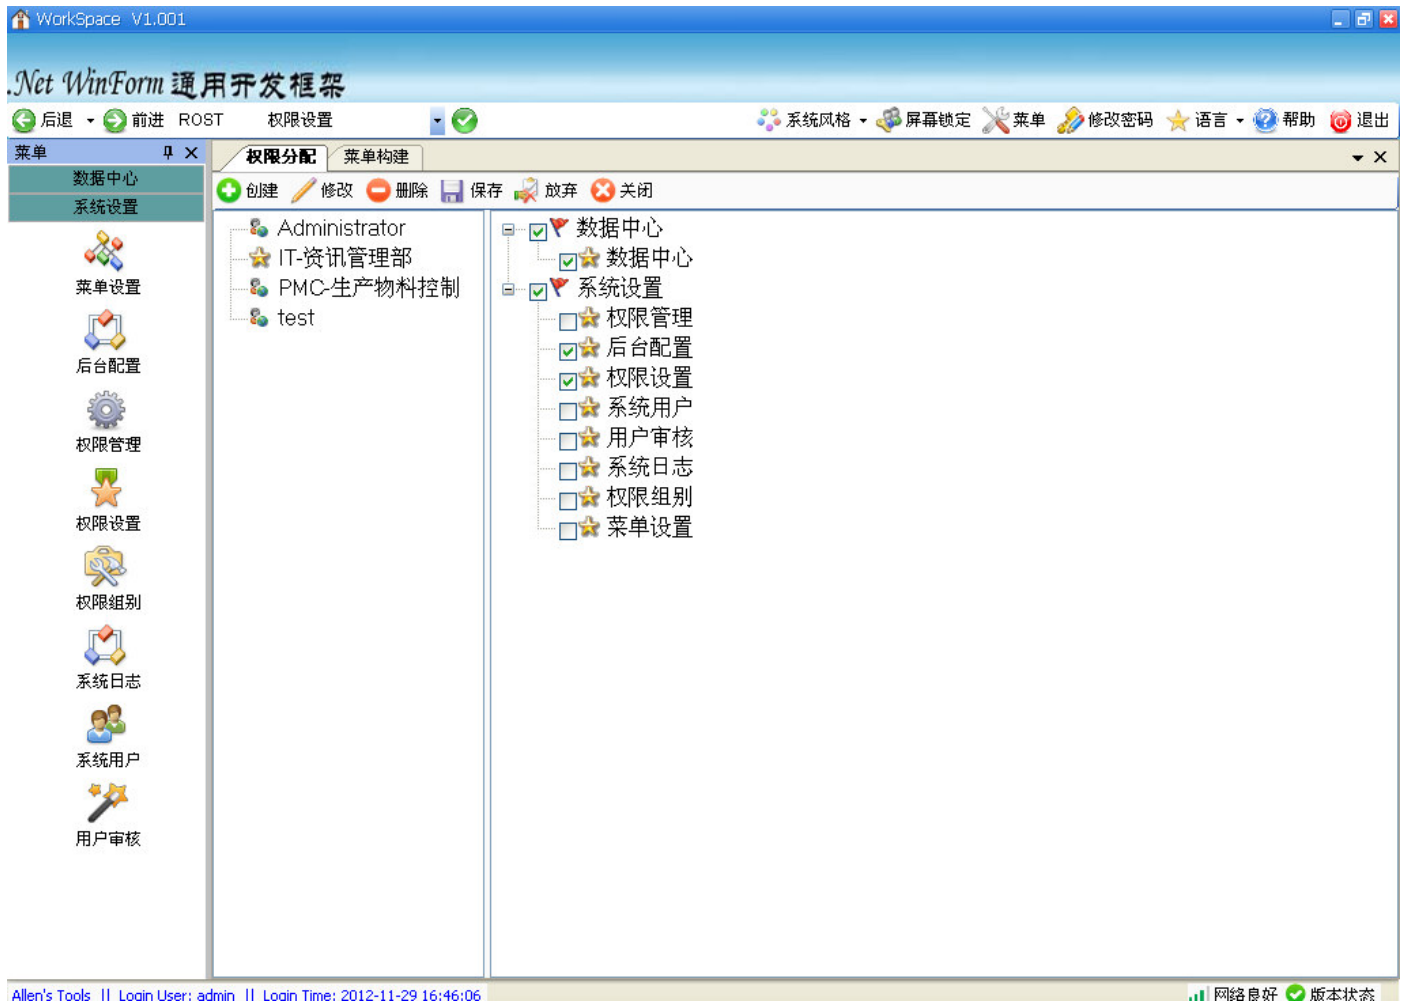 WorkSpace V1.001
.Net WinForm 通用开发框架
后退 前进 ROST 权限设置 系统风格 屏幕锁定 菜单 修改密码 语言 帮助 退出
菜单
数据中心
系统设置
菜单设置
后台配置
权限管理
权限设置
权限组别
系统日志
系统用户
用户审核
权限分配 菜单构建
创建 修改 删除 保存 放弃 关闭
Administrator
IT-资讯管理部
PMC-生产物料控制
test
数据中心
数据中心
系统设置
权限管理
后台配置
权限设置
系统用户
用户审核
系统日志
权限组别
菜单设置
Allen's Tools || Login User: admin || Login Time: 2012-11-29 16:46:06
网络良好 版本状态